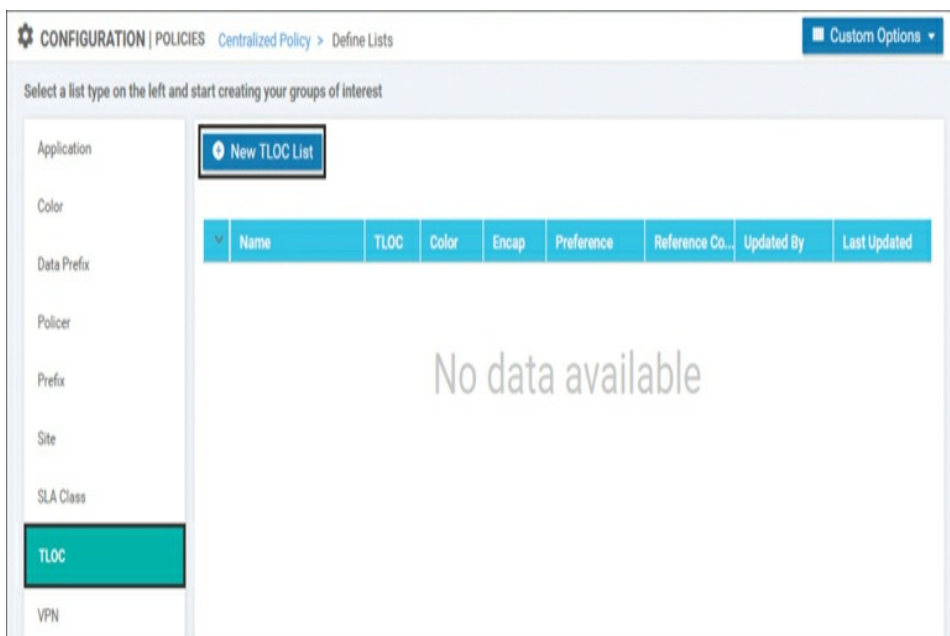 CONFIGURATION | POLICIES Centralized Policy > Define Lists
Custom Options
Select a list type on the left and start creating your groups of interest
Application
Color
Data Prefix
Policer
Prefix
Site
SLA Class
TLOC
VPN
New TLOC List
Name TLOC Color Encap Preference Reference Co... Updated By Last Updated
No data available